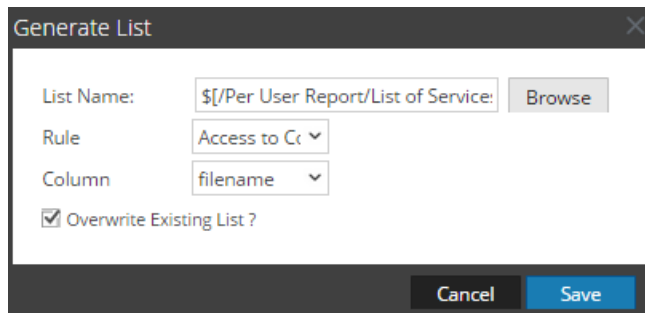 Generate List
List Name: $[/Per User Report/List of Service Browse
Rule Access to
Column filename
Overwrite Existing List ?
Cancel Save